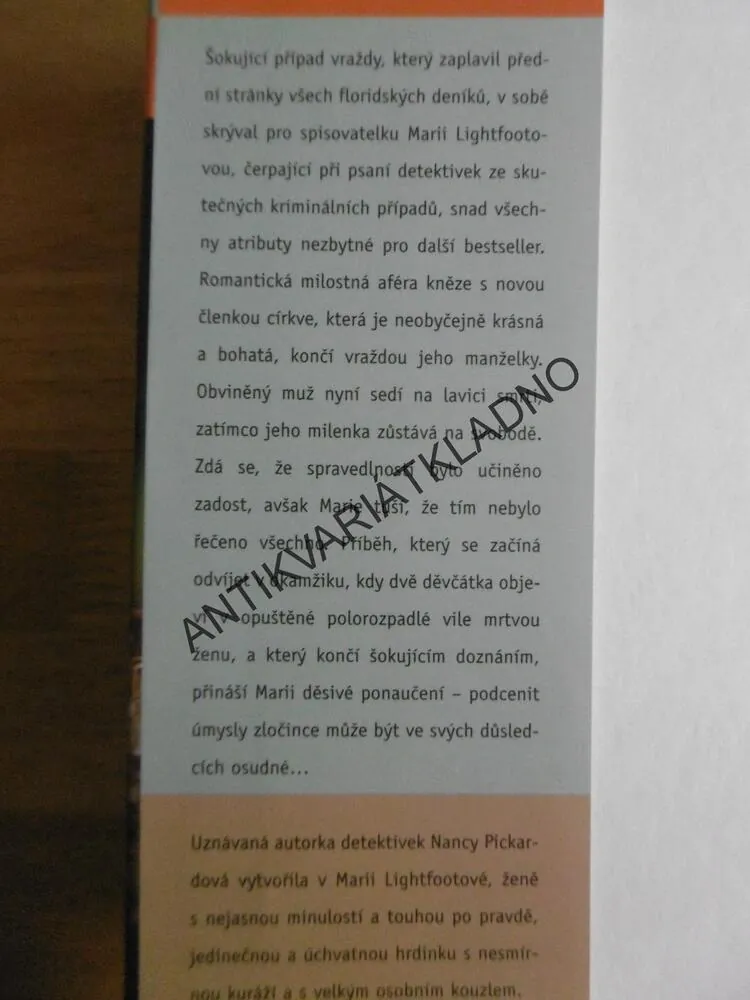 Šokující případ vraždy, který zaplavil před-
ní stránky všech floridských deníků, v sobě
skrýval pro spisovatelku Marii Lightfooto-
vou, čerpající při psaní detektivek ze sku-
tečných kriminálních případů, snad všech-
ny atributy nezbytné pro další bestseller.
Romantická milostná aféra kněze s novou
členkou církve, která je neobyčejně krásná
a bohatá, končí vraždou jeho manželky.
Obviněný muž nyní sedí na lavici smrti,
zatímco jeho milenka zůstává na svobodě.
Zdá se, že spravedlnosti bylo učiněno
zadost, avšak Marie tuší, že tím nebylo
řečeno všechno. Příběh, který se začíná
odvíjet v okamžiku, kdy dvě děvčátka obje-
ví v opuštěné polorozpadlé vile mrtvou
ženu, a který končí šokujícím doznáním,
přináší Marii děsivé ponaučení – podcenit
úmysly zločince může být ve svých důsled-
cích osudné...
Uznávaná autorka detektivek Nancy Pickar-
dová vytvořila v Marii Lightfootové, ženě
s nejasnou minulostí a touhou po pravdě,
jedinečnou a úchvatnou hrdinku s nesmír-
nou kuráží a s velkým osobním kouzlem.
ANTIKVARIÁTKLADNO